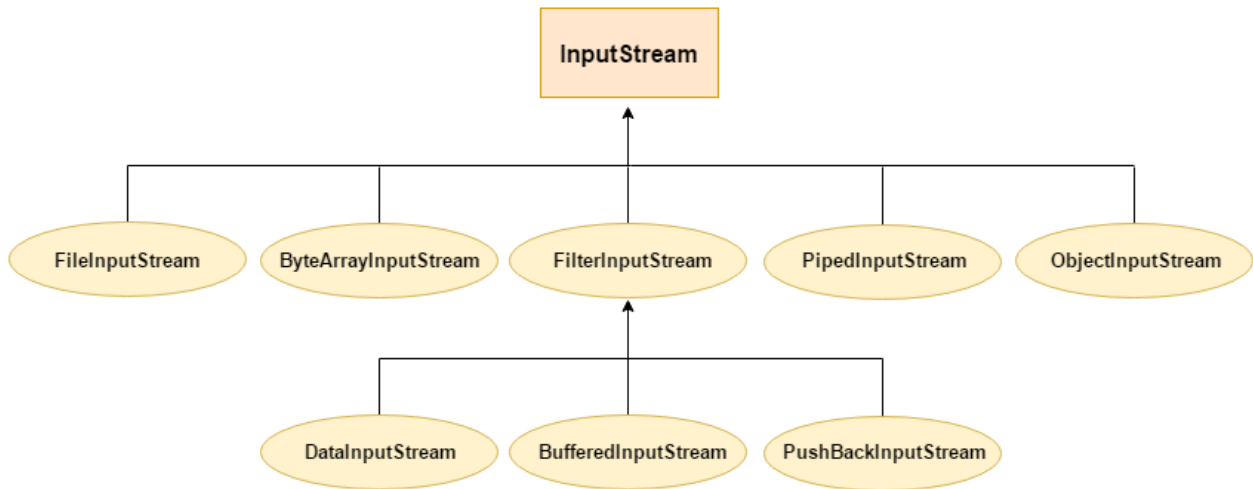 InputStream
FileInputStream
ByteArrayInputStream
FilterInputStream
PipedInputStream
ObjectInputStream
DataInputStream
BufferedInputStream
PushBackInputStream